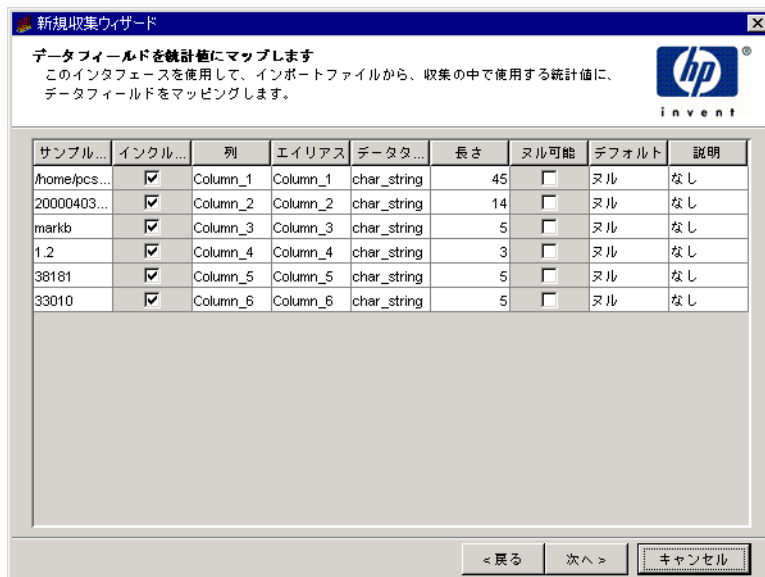 新規収集ウィザード
データフィールドを統計値にマップします
このインタフェースを使用して、インポートファイルから、収集の中で使用する統計値に、
データフィールドをマッピングします。
hp
®
invent
サンプル... インクル... 列 エイリアス データタ... 長さ ヌル可能 デフォルト 説明
/home/pcs... Column_1 Column_1 char_string 45 ヌル なし
20000403... Column_2 Column_2 char_string 14 ヌル なし
markb Column_3 Column_3 char_string 5 ヌル なし
1.2 Column_4 Column_4 char_string 3 ヌル なし
38181 Column_5 Column_5 char_string 5 ヌル なし
33010 Column_6 Column_6 char_string 5 ヌル なし
<戻る 次へ> キャンセル